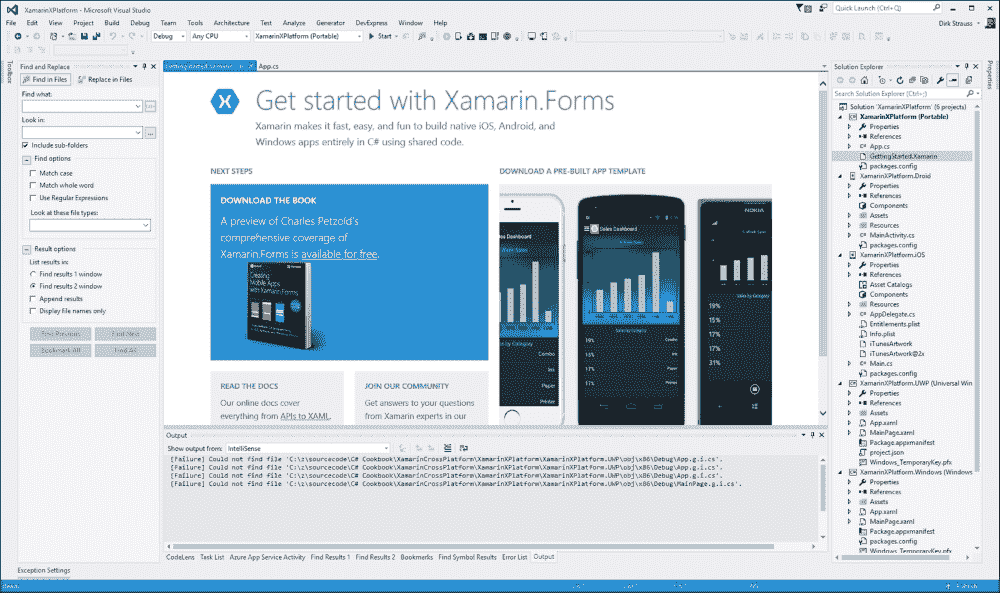 XamarinXPlatform - Microsoft Visual Studio
Quick Launch (Ctrl+Q)
File Edit View Project Build Debug Team Tools Architecture Test Analyze Generator DevExpress Window Help
Dirk Strauss
Debug Any CPU XamarinXPlatform (Portable) Start
Toolbox
Find and Replace
Find in Files Replace in Files
Find what:
Look in:
Include sub-folders
Find options
Match case
Match whole word
Use Regular Expressions
Look at these file types:
Result options
List results in:
Find results 1 window
Find results 2 window
Append results
Display file names only
Find Previous Find Next
Bookmark All Find All
App.cs
Get started with Xamarin.Forms
Xamarin makes it fast, easy, and fun to build native iOS, Android, and
Windows apps entirely in C# using shared code.
NEXT STEPS
DOWNLOAD THE BOOK
A preview of Charles Petzold's
comprehensive coverage of
Xamarin.Forms is available for free.
Creating
Mobile Apps
with Xamarin.Forms
READ THE DOCS
Our online docs cover
everything from APIs to XAML.
JOIN OUR COMMUNITY
Get answers to your questions
from Xamarin experts in our
DOWNLOAD A PRE-BUILT APP TEMPLATE
Sales Dashboard
Combo
Ink
Paper
Printer
Sales Dashboard
19%
31%
17%
17%
NOKIA
19%
15%
17%
31%
17%
Output
Show output from: IntelliSense
[Failure] Could not find file 'C:\z\sourcecode\C# Cookbook\XamarinCrossPlatform\XamarinXPlatform\XamarinXPlatform.UWP\obj\x86\Debug\App.g.i.cs'.
[Failure] Could not find file 'C:\z\sourcecode\C# Cookbook\XamarinCrossPlatform\XamarinXPlatform\XamarinXPlatform.UWP\obj\x86\Debug\App.g.i.cs'.
[Failure] Could not find file 'C:\z\sourcecode\C# Cookbook\XamarinCrossPlatform\XamarinXPlatform\XamarinXPlatform.UWP\obj\x86\Debug\App.g.i.cs'.
[Failure] Could not find file 'C:\z\sourcecode\C# Cookbook\XamarinCrossPlatform\XamarinXPlatform\XamarinXPlatform.UWP\obj\x86\Debug\MainPage.g.i.cs'.
CodeLens Task List Azure App Service Activity Find Results 1 Find Results 2 Bookmarks Find Symbol Results Error List Output
Exception Settings
Solution Explorer
Search Solution Explorer (Ctrl+;)
Solution 'XamarinXPlatform' (6 projects)
XamarinXPlatform (Portable)
Properties
References
App.cs
GettingStarted.Xamarin
packages.config
XamarinXPlatform.Droid
Properties
References
Components
Assets
Resources
MainActivity.cs
packages.config
XamarinXPlatform.iOS
Properties
References
Asset Catalogs
Components
Resources
AppDelegate.cs
Entitlements.plist
Info.plist
iTunesArtwork
iTunesArtwork@2x
Main.cs
packages.config
XamarinXPlatform.UWP (Universal Win
Properties
References
Assets
App.xaml
MainPage.xaml
Package.appxmanifest
project.json
Windows_TemporaryKey.pfx
XamarinXPlatform.Windows (Windows
Properties
References
Assets
App.xaml
MainPage.xaml
Package.appxmanifest
packages.config
Windows_TemporaryKey.pfx
Properties